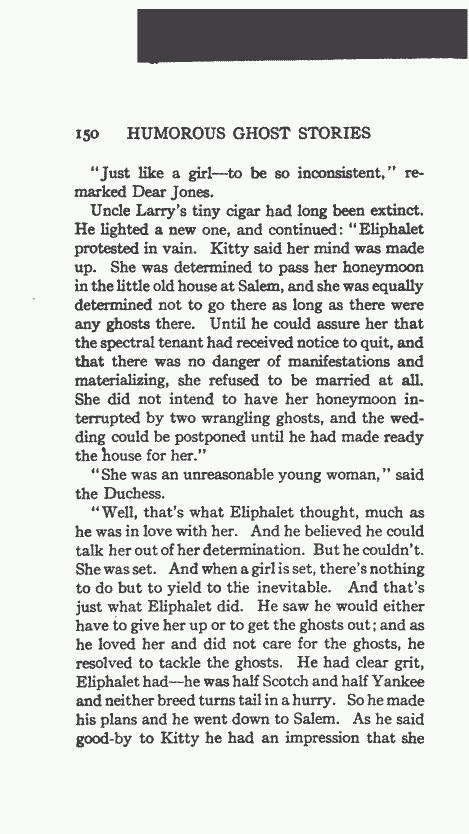 150 HUMOROUS GHOST STORIES
"Just like a girl—to be so inconsistent," re-
marked Dear Jones.
Uncle Larry's tiny cigar had long been extinct.
He lighted a new one, and continued: "Eliphalet
protested in vain. Kitty said her mind was made
up. She was determined to pass her honeymoon
in the little old house at Salem, and she was equally
determined not to go there as long as there were
any ghosts there. Until he could assure her that
the spectral tenant had received notice to quit, and
that there was no danger of manifestations and
materializing, she refused to be married at all.
She did not intend to have her honeymoon in-
terrupted by two wrangling ghosts, and the wed-
ding could be postponed until he had made ready
the house for her."
"She was an unreasonable young woman," said
the Duchess.
"Well, that's what Eliphalet thought, much as
he was in love with her. And he believed he could
talk her out of her determination. But he couldn't.
She was set. And when a girl is set, there's nothing
to do but to yield to the inevitable. And that's
just what Eliphalet did. He saw he would either
have to give her up or to get the ghosts out; and as
he loved her and did not care for the ghosts, he
resolved to tackle the ghosts. He had clear grit,
Eliphalet had—he was half Scotch and half Yankee
and neither breed turns tail in a hurry. So he made
his plans and he went down to Salem. As he said
good-by to Kitty he had an impression that she